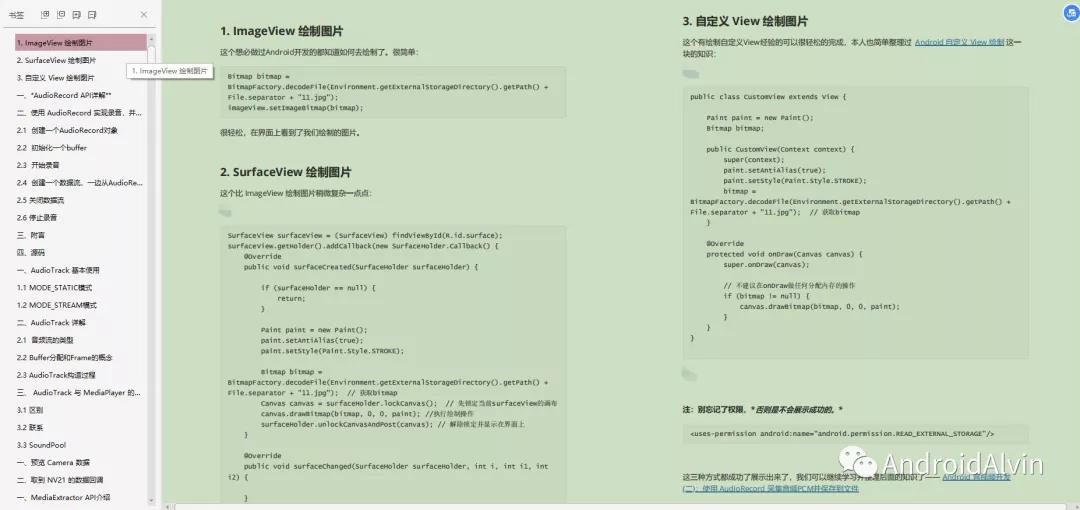 书签
1. ImageView 绘制图片
2. SurfaceView 绘制图片
3. 自定义 View 绘制图片
1. ImageView 绘制图片
一、*AudioRecord API详解**
二、使用 AudioRecord 实现录音，并...
2.1 创建一个AudioRecord对象
2.2 初始化一个buffer
2.3 开始录音
2.4 创建一个数据流，一边从AudioRe...
2.5 关闭数据流
2.6 停止录音
三、附言
四、源码
一、AudioTrack 基本使用
1.1 MODE_STATIC模式
1.2 MODE_STREAM模式
二、AudioTrack 详解
2.1 音频流的类型
2.2 Buffer分配和Frame的概念
2.3 AudioTrack构造过程
三、 AudioTrack 与 MediaPlayer 的...
3.1 区别
3.2 联系
3.3 SoundPool
一、预览 Camera 数据
二、取到 NV21 的数据回调
一、MediaExtractor API介绍
1. ImageView 绘制图片
这个想必做过Android开发的都知道如何去绘制了。很简单：
Bitmap bitmap =
BitmapFactory.decodeFile(Environment.getExternalStorageDirectory().getPath() +
File.separator + "11.jpg");
imageView.setImageBitmap(bitmap);
很轻松，在界面上看到了我们绘制的图片。
2. SurfaceView 绘制图片
这个比 ImageView 绘制图片稍微复杂一点点：
SurfaceView surfaceView = (SurfaceView) findViewById(R.id.surface);
surfaceView.getHolder().addCallback(new SurfaceHolder.Callback() {
@Override
public void surfaceCreated(SurfaceHolder surfaceHolder) {
if (surfaceHolder == null) {
return;
}
Paint paint = new Paint();
paint.setAntiAlias(true);
paint.setStyle(Paint.Style.STROKE);
Bitmap bitmap =
BitmapFactory.decodeFile(Environment.getExternalStorageDirectory().getPath() +
File.separator + "11.jpg"); // 获取bitmap
Canvas canvas = surfaceHolder.lockCanvas(); // 先锁定当前surfaceView的画布
canvas.drawBitmap(bitmap, 0, 0, paint); //执行绘制操作
surfaceHolder.unlockCanvasAndPost(canvas); // 解除锁定并显示在界面上
}
@Override
public void surfaceChanged(SurfaceHolder surfaceHolder, int i, int i1, int
i2) {
}
3. 自定义 View 绘制图片
这个有绘制自定义View经验的可以很轻松的完成，本人也简单整理过 Android 自定义 View 绘制 这一
块的知识：
public class CustomView extends View {
Paint paint = new Paint();
Bitmap bitmap;
public CustomView(Context context) {
super(context);
paint.setAntiAlias(true);
paint.setStyle(Paint.Style.STROKE);
bitmap =
BitmapFactory.decodeFile(Environment.getExternalStorageDirectory().getPath() +
File.separator + "11.jpg"); // 获取bitmap
}
@Override
protected void onDraw(Canvas canvas) {
super.onDraw(canvas);
// 不建议在onDraw做任何分配内存的操作
if (bitmap != null) {
canvas.drawBitmap(bitmap, 0, 0, paint);
}
}
}
注：别忘记了权限，*否则是不会展示成功的。*
<uses-permission android:name="android.permission.READ_EXTERNAL_STORAGE"/>
AndroidAlvin
这三种方式都成功了展示出来了，我们可以继续学习并整理后面的知识了—— Android 音视频开发
(二)：使用 AudioRecord 采集音频PCM并保存到文件